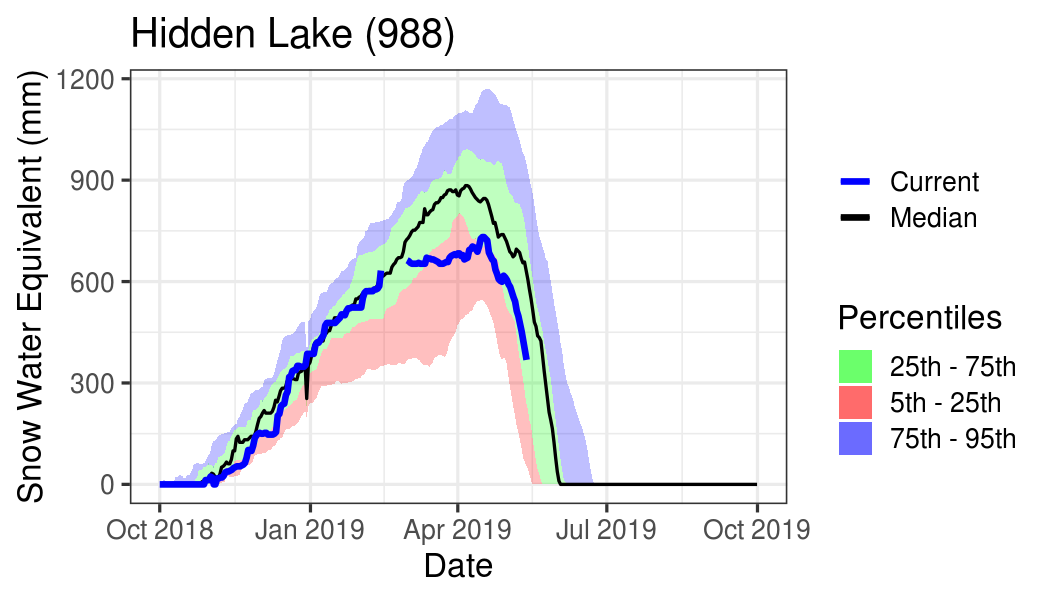 Hidden Lake (988)
Snow Water Equivalent (mm)
1200
900
600
300
0
Oct 2018
Jan 2019
Apr 2019
Jul 2019
Oct 2019
Date
Current
Median
Percentiles
25th - 75th
5th - 25th
75th - 95th